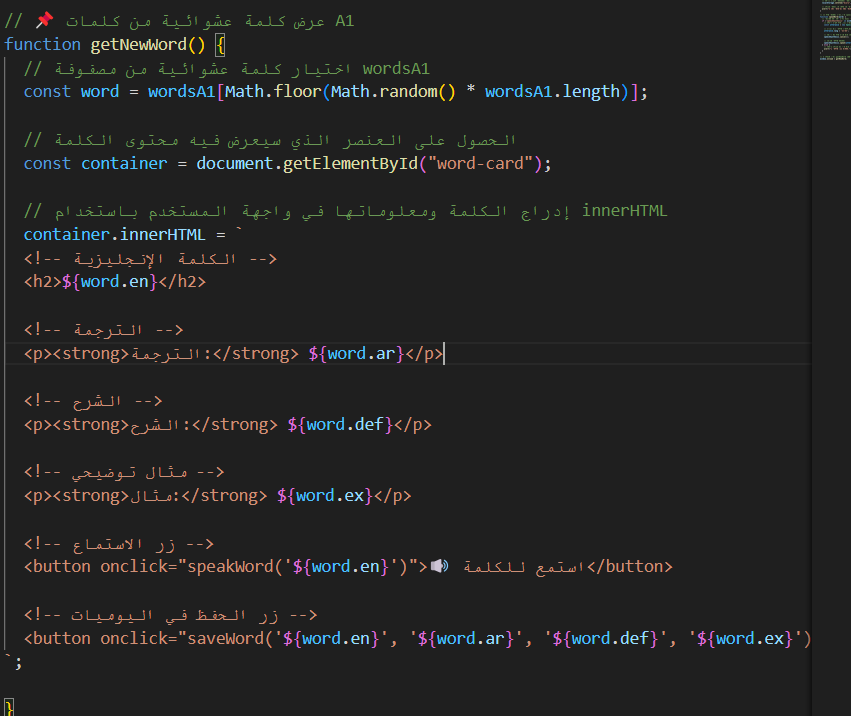 // 📌 عرض كلمة عشوائية من كلمات A1
function getNewWord() {
// اختيار كلمة عشوائية من مصفوفة wordsA1
const word = wordsA1[Math.floor(Math.random() * wordsA1.length)];
// الحصول على العنصر الذي سيعرض فيه محتوى الكلمة
const container = document.getElementById("word-card");
// إدراج الكلمة ومعلوماتها في واجهة المستخدم باستخدام innerHTML
container.innerHTML = `
<!-- الكلمة الإنجليزية -->
<h2>${word.en}</h2>
<!-- الترجمة -->
<p><strong>الترجمة:</strong> ${word.ar}</p>
<!-- الشرح -->
<p><strong>الشرح:</strong> ${word.def}</p>
<!-- مثال توضيحي -->
<p><strong>مثال:</strong> ${word.ex}</p>
<!-- زر الاستماع -->
<button onclick="speakWord('${word.en}')">🔊 استمع للكلمة</button>
<!-- زر الحفظ في اليوميات -->
<button onclick="saveWord('${word.en}', '${word.ar}', '${word.def}', '${word.ex}')
`;
}